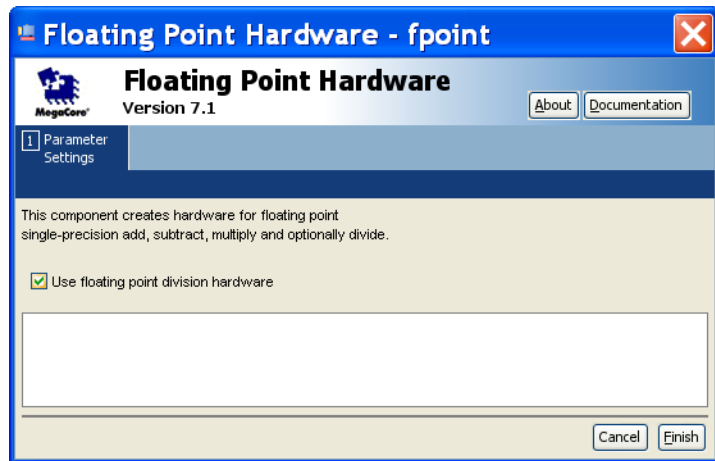 Floating Point Hardware - fpoint
MegaCore'
Floating Point Hardware
Version 7.1
About
Documentation
1 Parameter
Settings
This component creates hardware for floating point
single-precision add, subtract, multiply and optionally divide.
Use floating point division hardware
Cancel
Finish